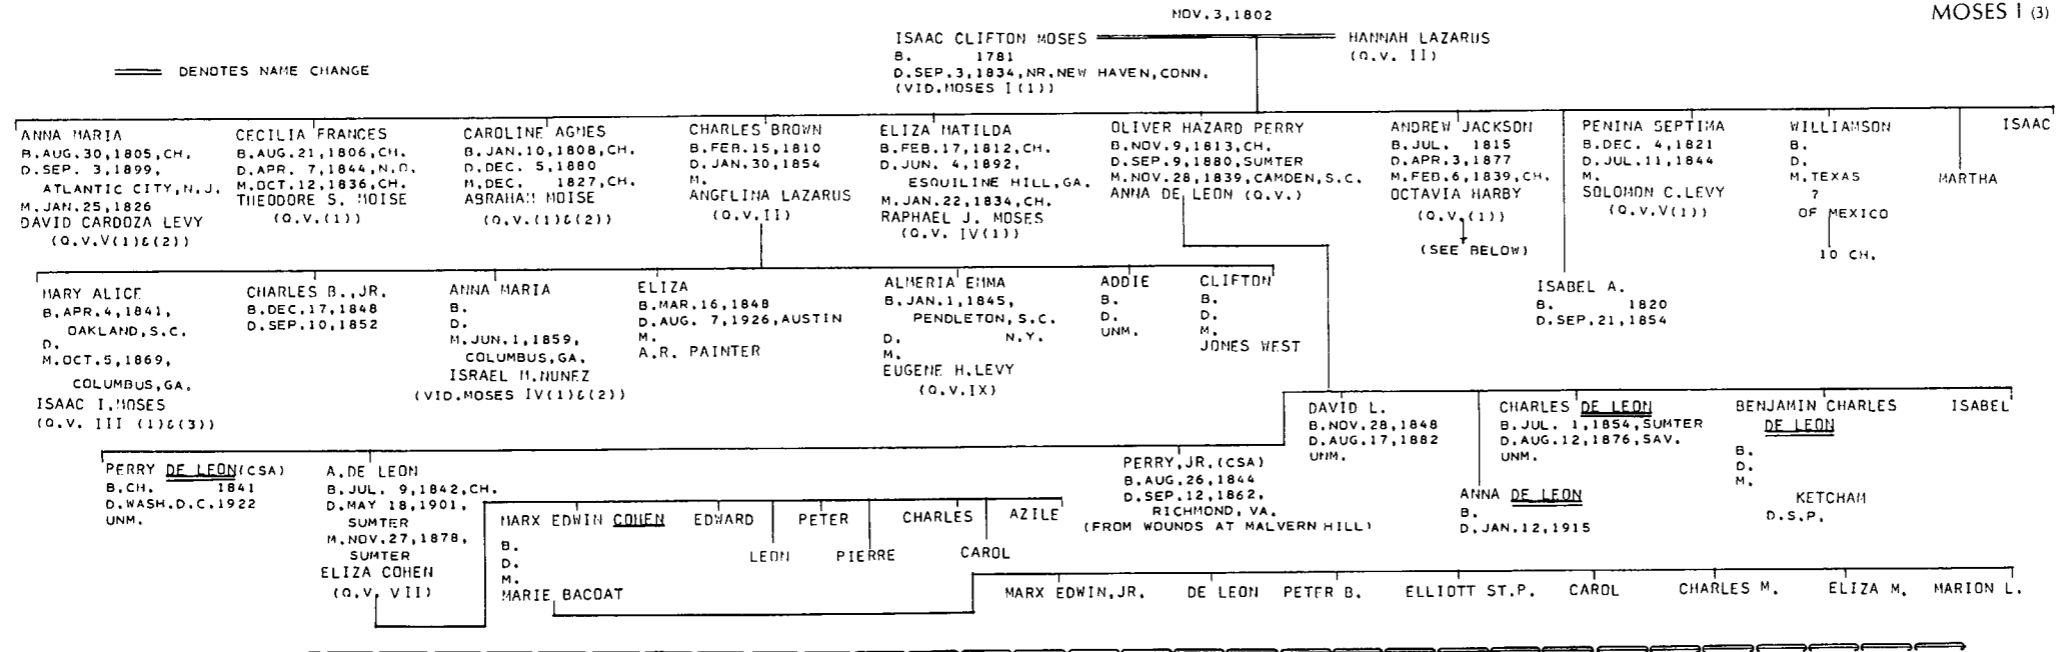 NOV.3,1802
MOSES I (3)
ISAAC CLIFTON MOSES
B. 1781
D.SEP.3,1834,NR.NEW HAVEN,CONN.
(VID.MOSES I(1))
HANNAH LAZARUS
(Q.V. II)
DENOTES NAME CHANGE
ANNA MARIA
B.AUG.30,1805,CH.
D.SEP. 3,1899,
ATLANTIC CITY,N.J.
M.JAN.25,1826
DAVID CARDOZA LEVY
(Q.V.V(1)&(2))
CECILIA FRANCES
B.AUG.21,1806,CH.
D.APR. 7,1844,N.O.
M.OCT.12,1836,CH.
THEODORE S. MOISE
(Q.V.(1))
CAROLINE AGNES
B.JAN.10,1808,CH.
D.DEC. 5,1880
M.DEC. 1827,CH.
ABRAHAM MOISE
(Q.V.(1)&(2))
CHARLES BROWN
B.FEB.15,1810
D.JAN.30,1854
M.
ANGELINA LAZARUS
(Q.V.II)
ELIZA MATILDA
B.FEB.17,1812,CH.
D.JUN. 4,1892,
ESQUILINE HILL,GA.
M.JAN.22,1834,CH.
RAPHAEL J. MOSES
(Q.V. IV(1))
OLIVER HAZARD PERRY
B.NOV.9,1813,CH.
D.SEP.9,1880,SUMTER
M.NOV.28,1839,CAMDEN,S.C.
ANNA DE LEON (Q.V.)
ANDREW JACKSON
B.JUL. 1815
D.APR.3,1877
M.FEB.6,1839,CH.
OCTAVIA HARBY
(Q.V.(1))
(SEE BELOW)
PENINA SEPTIMA
B.DEC. 4,1821
D.JUL.11,1844
M.
SOLOMON C.LEVY
(Q.V.V(1))
WILLIAMSON
B.
D.
M.TEXAS
?
OF MEXICO
10 CH.
MARTHA
ISAAC
MARY ALICE
B.APR.4,1841,
OAKLAND,S.C.
D.
M.OCT.5,1869,
COLUMBUS,GA.
ISAAC I.MOSES
(Q.V. III (1)&(3))
CHARLES B.,JR.
B.DEC.17,1848
D.SEP.10,1852
ANNA MARIA
B.
D.
M.JUN.1,1859,
COLUMBUS,GA.
ISRAEL M.NUNEZ
(VID.MOSES IV(1)&(2))
ELIZA
B.MAR.16,1848
D.AUG. 7,1926,AUSTIN
M.
A.R. PAINTER
ALMERIA EMMA
B.JAN.1,1845,
PENDLETON,S.C.
D. N.Y.
M.
EUGENE H.LEVY
(Q.V.IX)
ADDIE
B.
D.
UNM.
CLIFTON
B.
D.
M.
JONES WEST
ISABEL A.
B. 1820
D.SEP.21,1854
DAVID L.
B.NOV.28,1848
D.AUG.17,1882
UNM.
CHARLES DE LEON
B.JUL. 1,1854,SUMTER
D.AUG.12,1876,SAV.
UNM.
BENJAMIN CHARLES
DE LEON
B.
D.
M.
KETCHAM
D.S.P.
ISABEL
PERRY DE LEON(CSA)
B.CH. 1841
D.WASH.D.C.1922
UNM.
A.DE LEON
B.JUL. 9,1842,CH.
D.MAY 18,1901,
SUMTER
M.NOV.27,1878,
SUMTER
ELIZA COHEN
(Q.V. VII)
PERRY,JR.(CSA)
B.AUG.26,1844
D.SEP.12,1862,
RICHMOND, VA.
(FROM WOUNDS AT MALVERN HILL)
ANNA DE LEON
B.
D.JAN.12,1915
MARX EDWIN COHEN
B.
D.
M.
MARIE BACOAT
EDWARD
LEON
PETER
PIERRE
CHARLES
CAROL
AZILE
MARX EDWIN,JR.
DE LEON
PETER B.
ELLIOTT ST.P.
CAROL
CHARLES M.
ELIZA M.
MARION L.